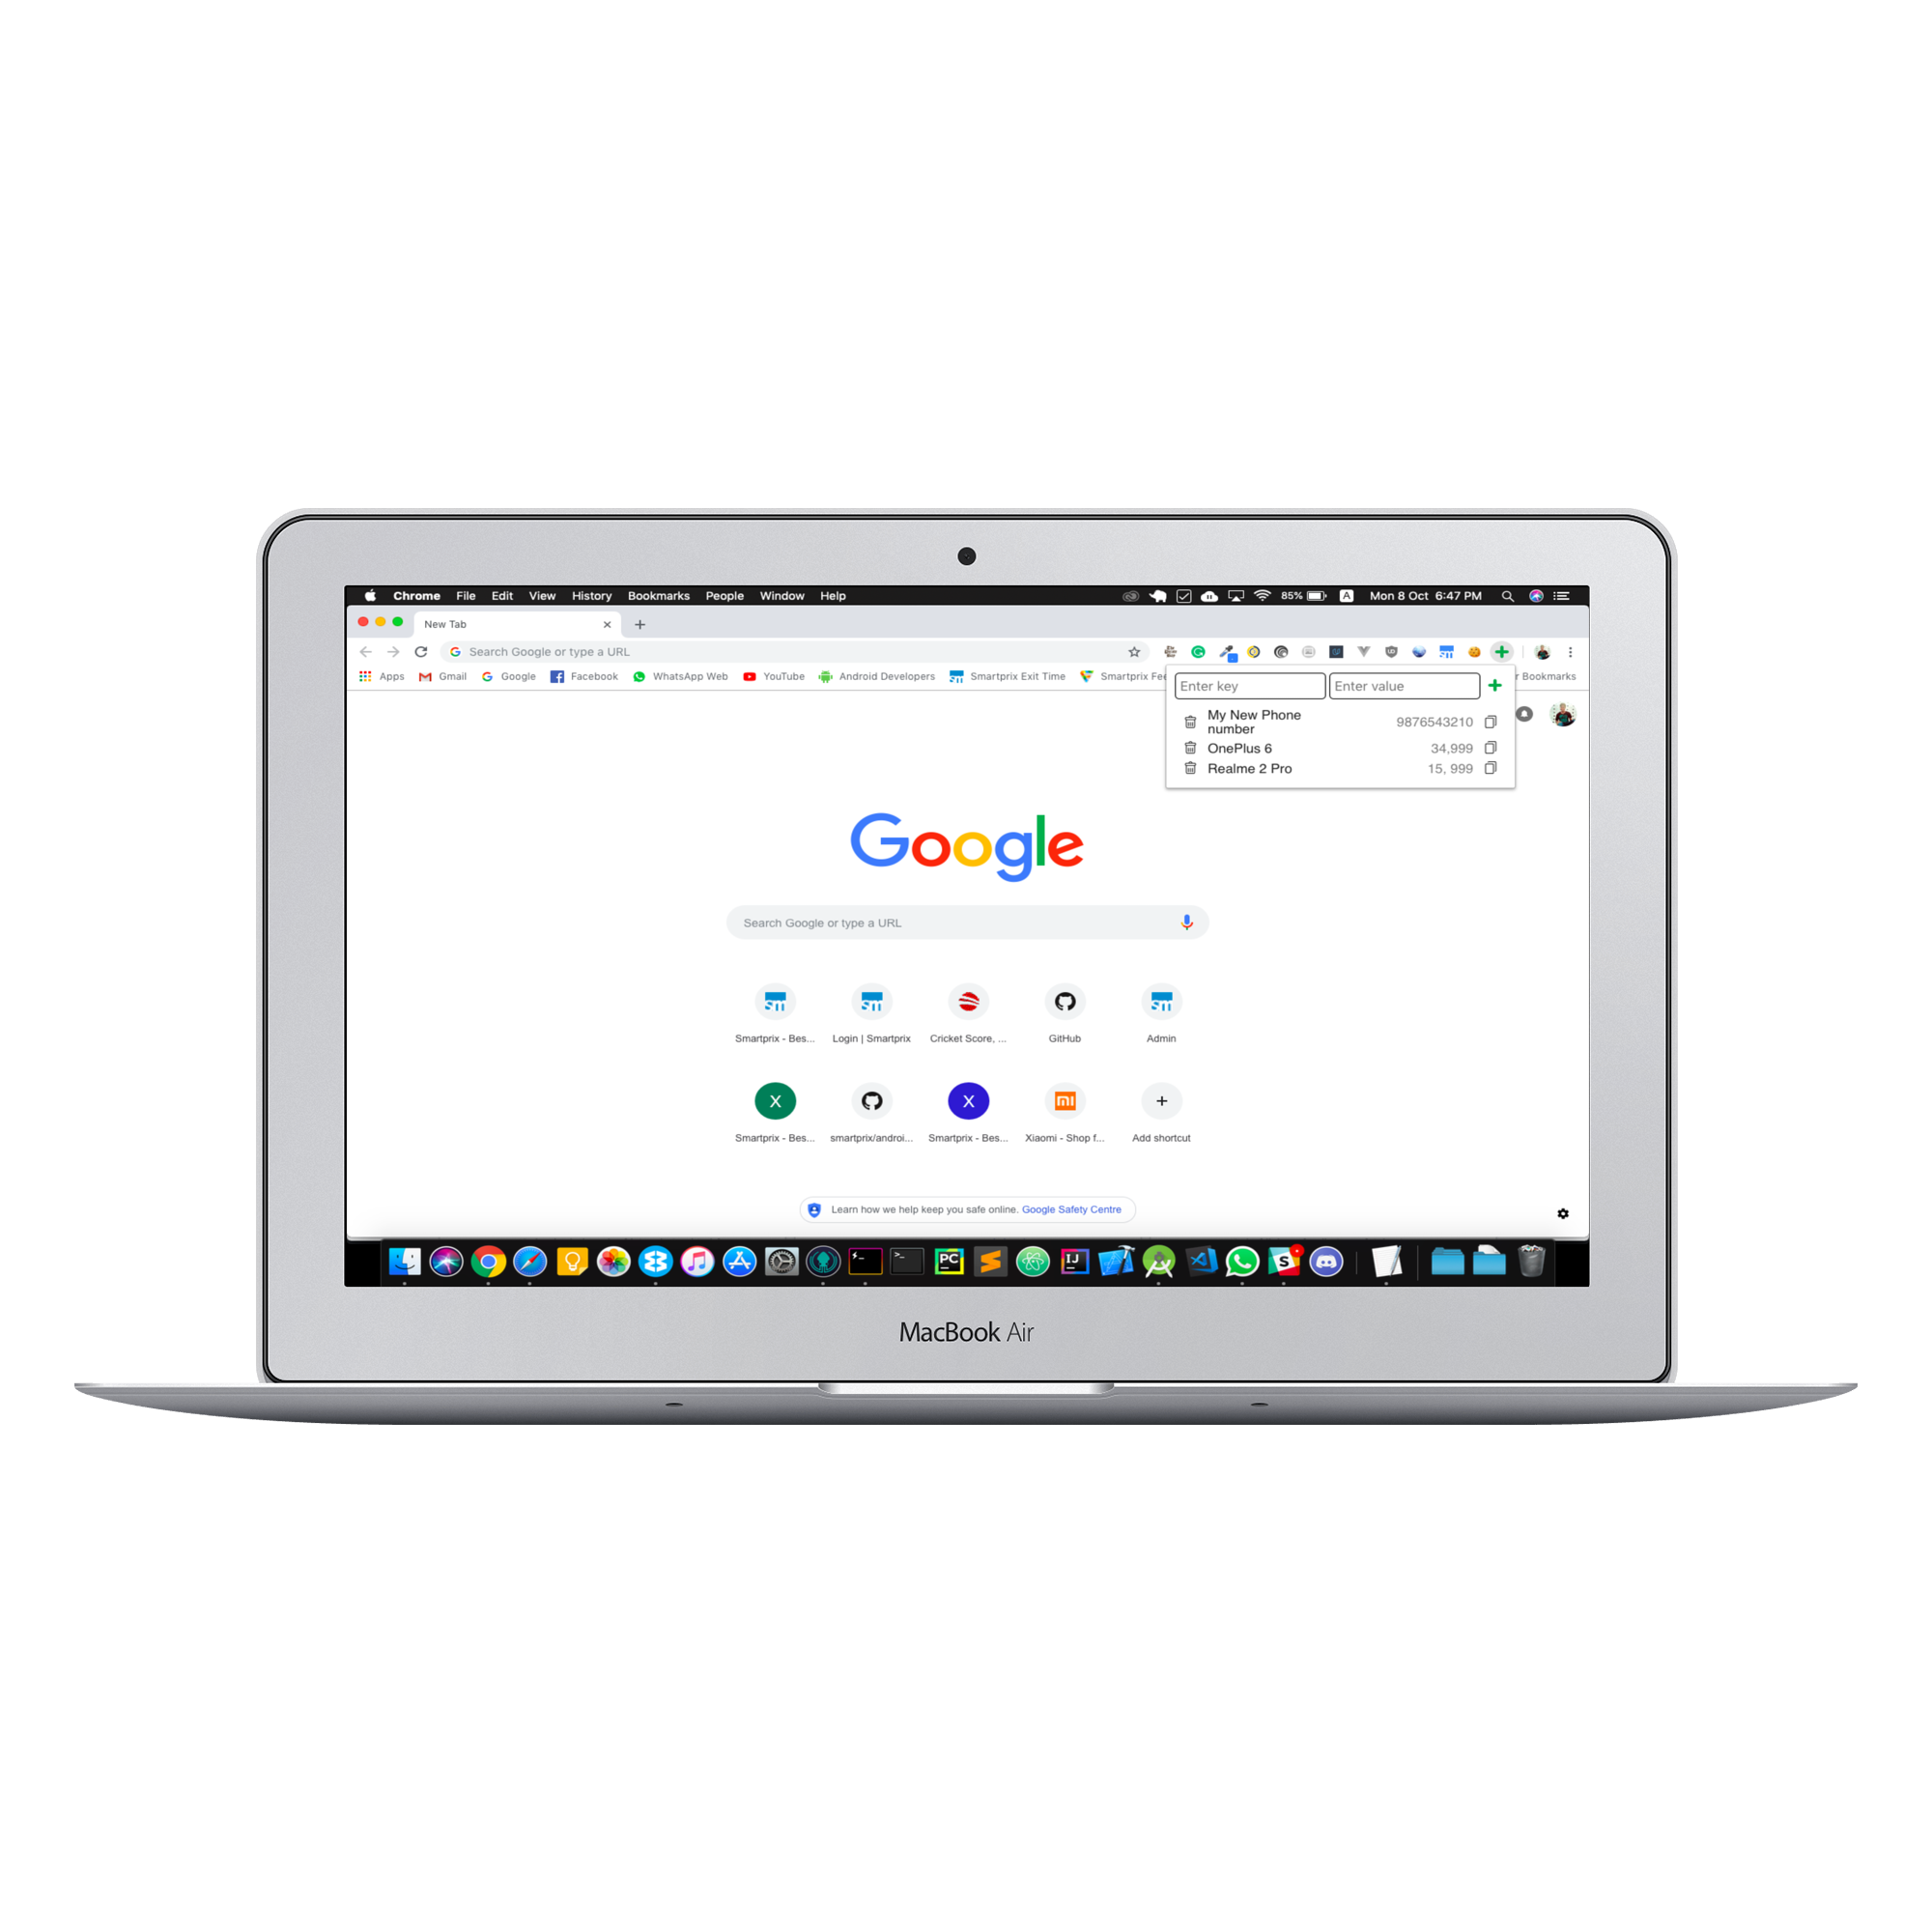 Chrome File Edit View History Bookmarks People Window Help 85% A Mon 8 Oct 6:47 PM
New Tab
Search Google or type a URL
Apps Gmail Google Facebook WhatsApp Web YouTube Android Developers Smartprix Exit Time Smartprix Fee r Bookmarks
Enter key Enter value
My New Phone
number 9876543210
OnePlus 6 34,999
Realme 2 Pro 15, 999
Google
Search Google or type a URL
Smartprix - Bes... Login | Smartprix Cricket Score, ... GitHub Admin
X X
Smartprix - Bes... smartprix/androi... Smartprix - Bes... Xiaomi - Shop f... Add shortcut
Learn how we help keep you safe online. Google Safety Centre
PC IJ S
MacBook Air